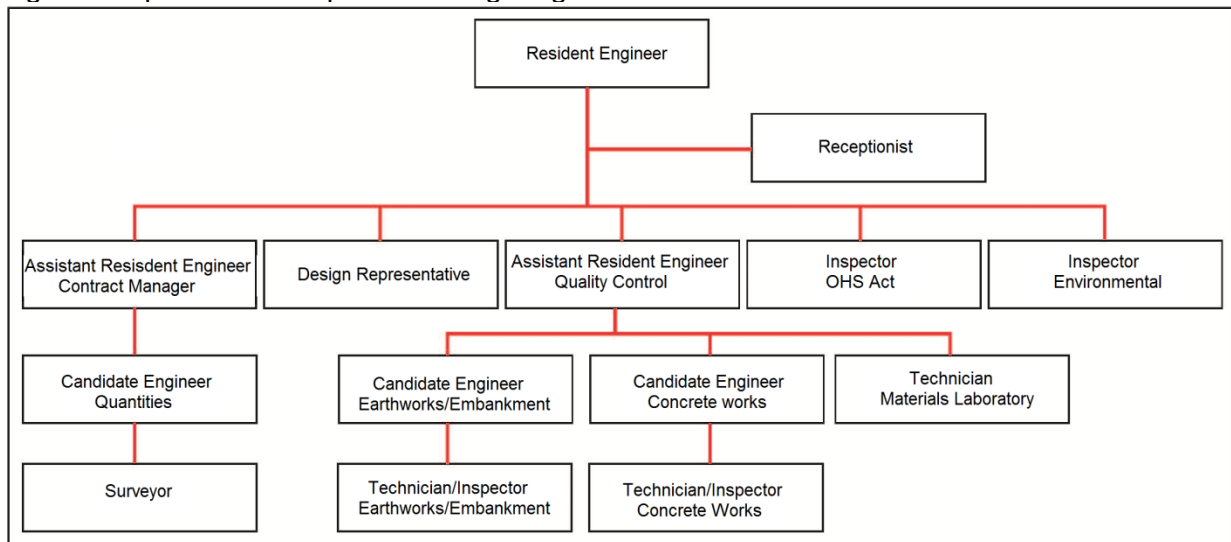 Resident Engineer
Receptionist
Assistant Resisdent Engineer
Contract Manager
Design Representative
Assistant Resident Engineer
Quality Control
Inspector
OHS Act
Inspector
Environmental
Candidate Engineer
Quantities
Candidate Engineer
Earthworks/Embankment
Candidate Engineer
Concrete works
Technician
Materials Laboratory
Surveyor
Technician/Inspector
Earthworks/Embankment
Technician/Inspector
Concrete Works